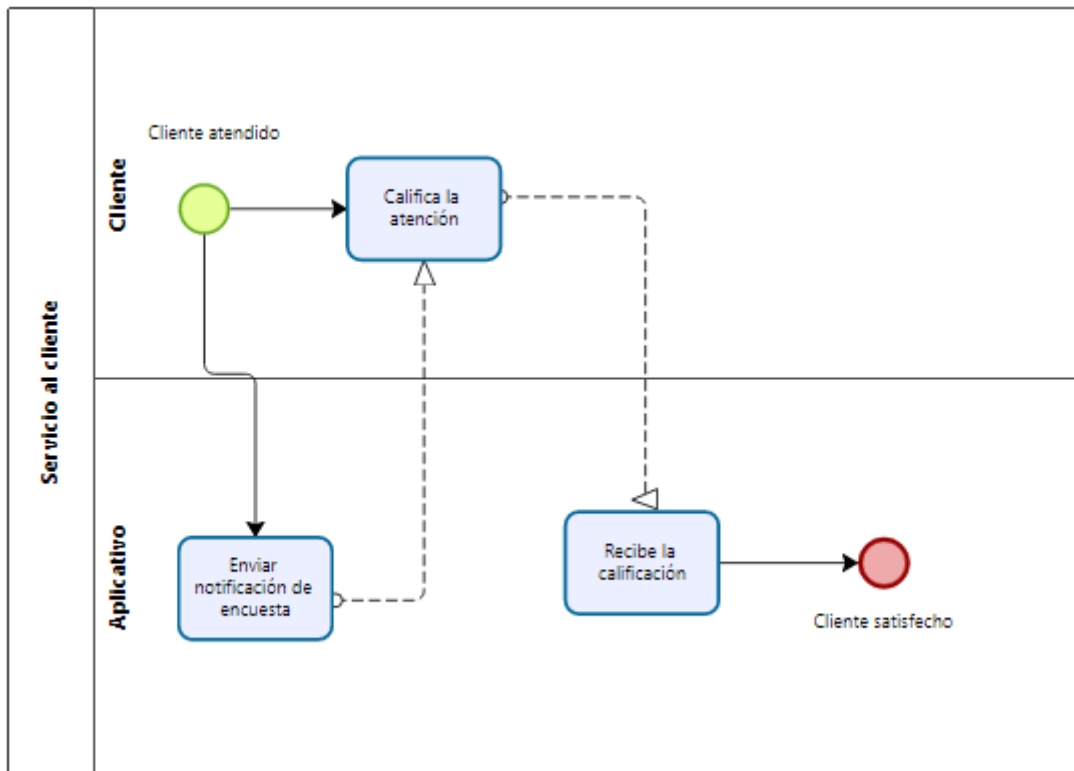 Servicio al cliente
Cliente
Cliente atendido
Califica la
atención
Aplicativo
Enviar
notificación de
encuesta
Recibe la
calificación
Cliente satisfecho